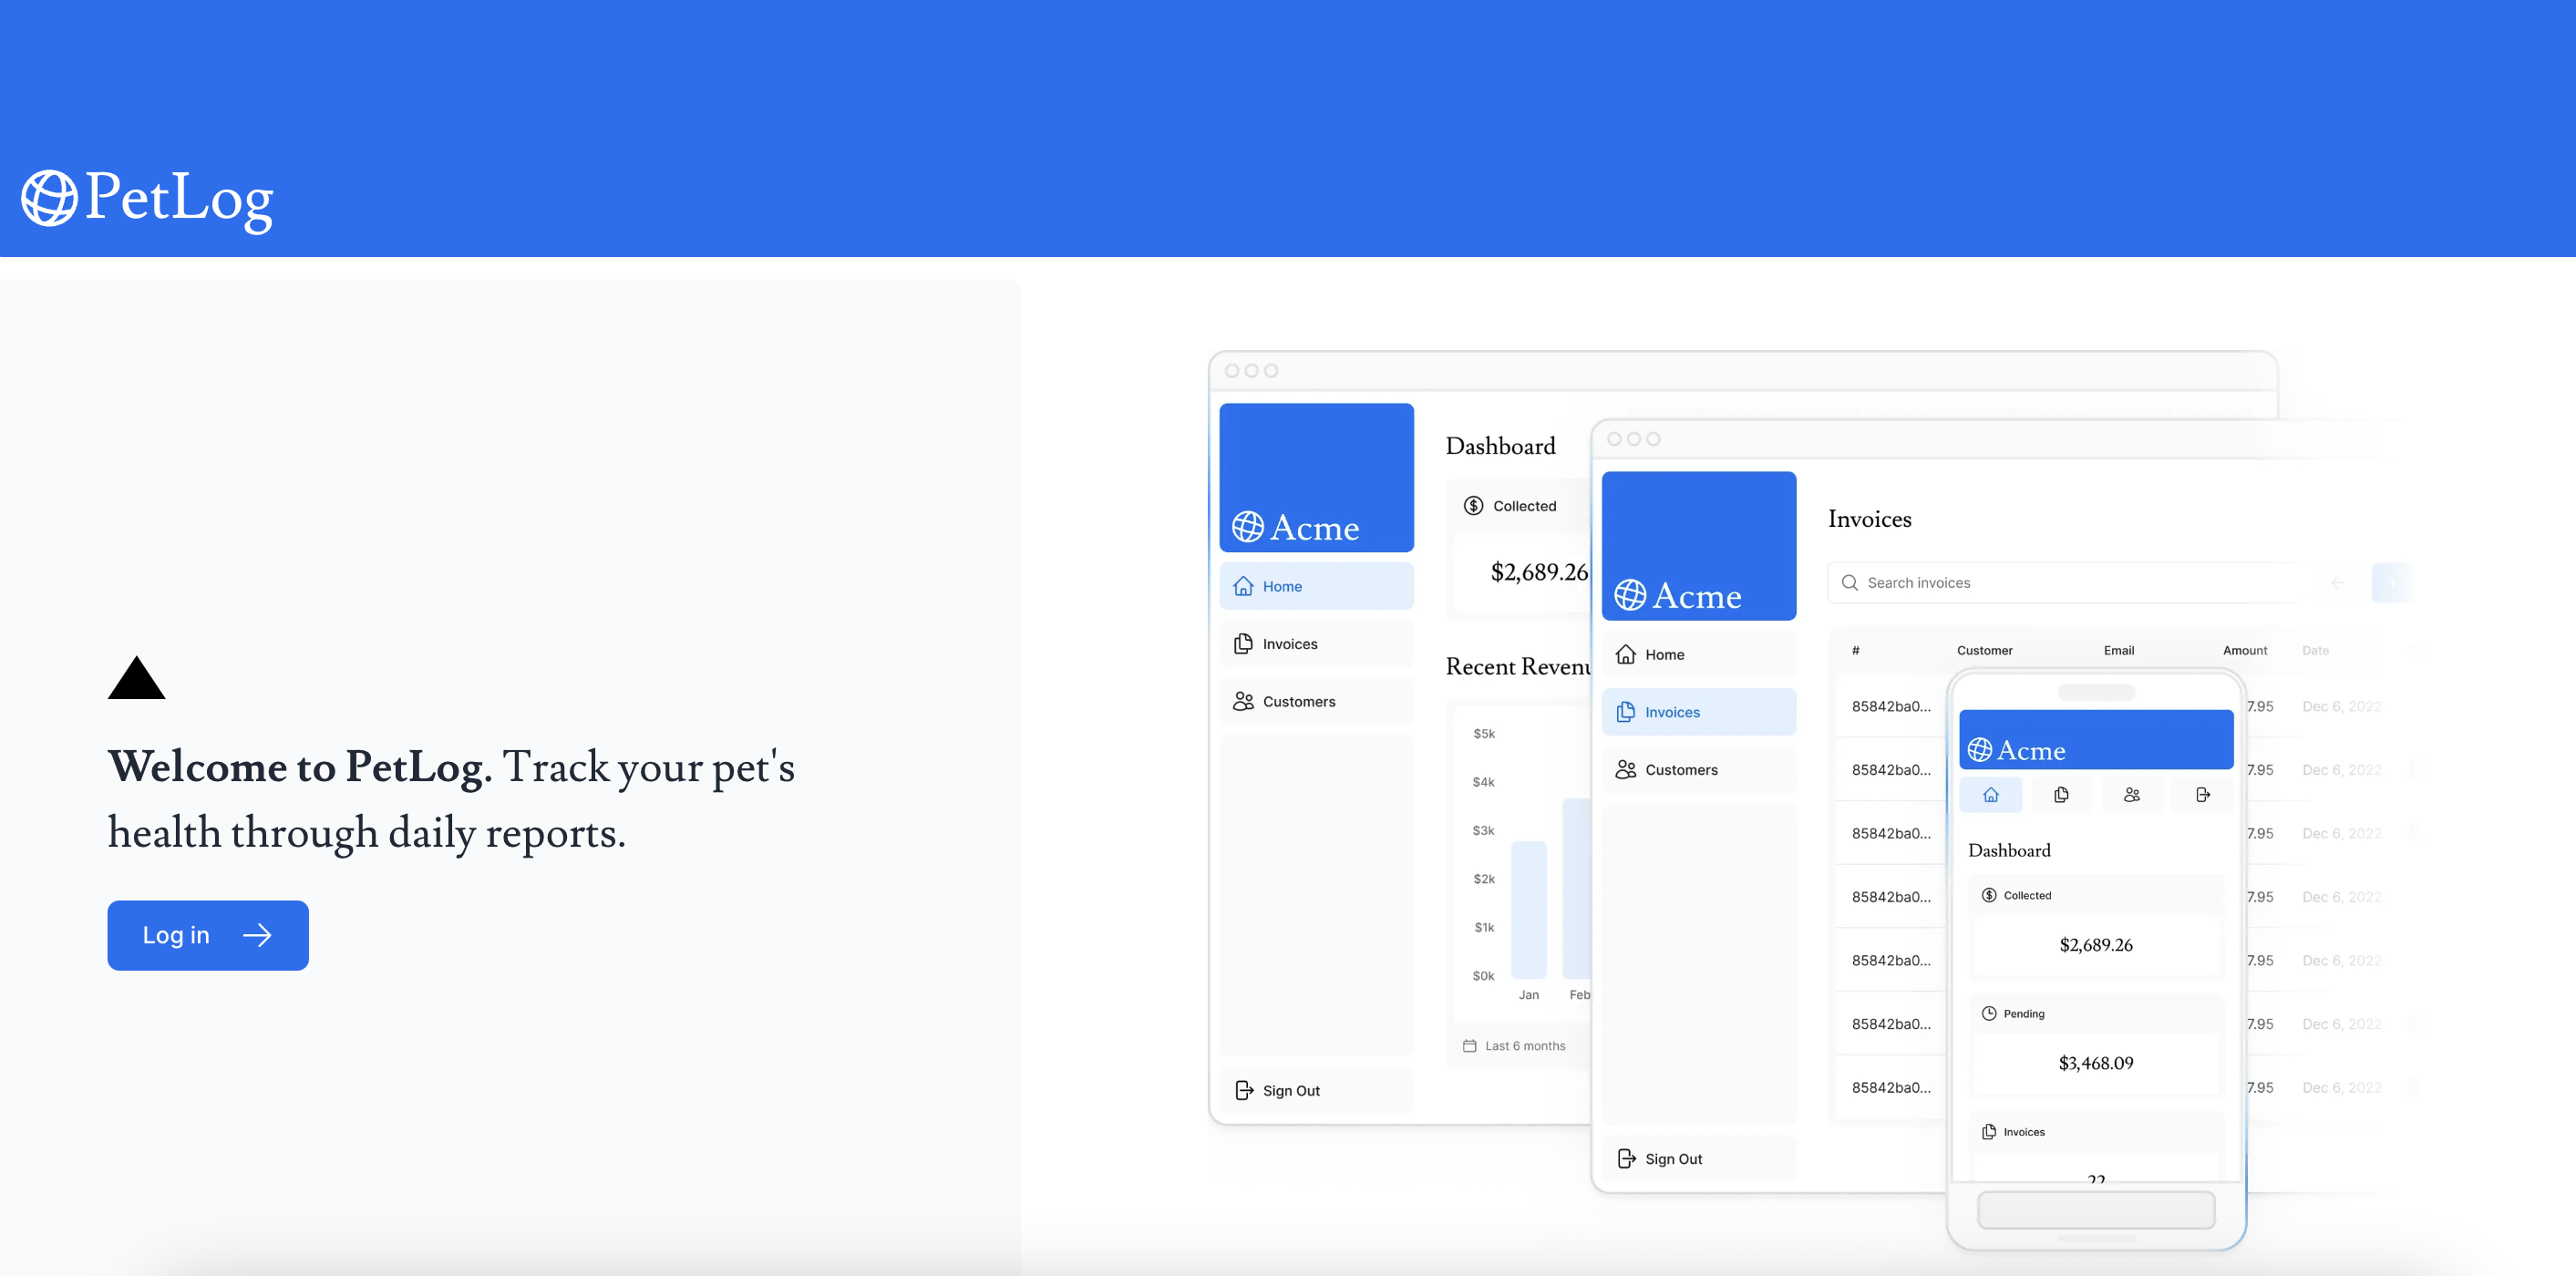 PetLog
Welcome to PetLog. Track your pet's
health through daily reports.
Log in
Acme
Home
Invoices
Customers
Sign Out
Dashboard
Collected
$2,689.26
Recent Revenu
$5k
$4k
$3k
$2k
$1k
$0k
Jan Feb
Last 6 months
Acme
Home
Invoices
Customers
Sign Out
Invoices
Search invoices
1
# Customer Email Amount Date
85842ba0... 7.95 Dec 6, 2022
85842ba0... 7.95 Dec 6, 2022
85842ba0... 7.95 Dec 6, 2022
85842ba0... 7.95 Dec 6, 2022
85842ba0... 7.95 Dec 6, 2022
85842ba0... 7.95 Dec 6, 2022
85842ba0... 7.95 Dec 6, 2022
Acme
Dashboard
Collected
$2,689.26
Pending
$3,468.09
Invoices
22